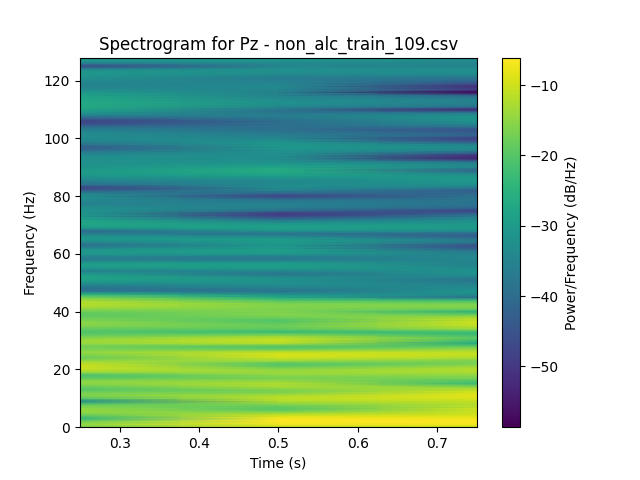 Spectrogram for Pz - non_alc_train_109.csv
120
100
80
60
40
20
0
Frequency (Hz)
0.3 0.4 0.5 0.6 0.7
Time (s)
−10
−20
−30
−40
−50
Power/Frequency (dB/Hz)